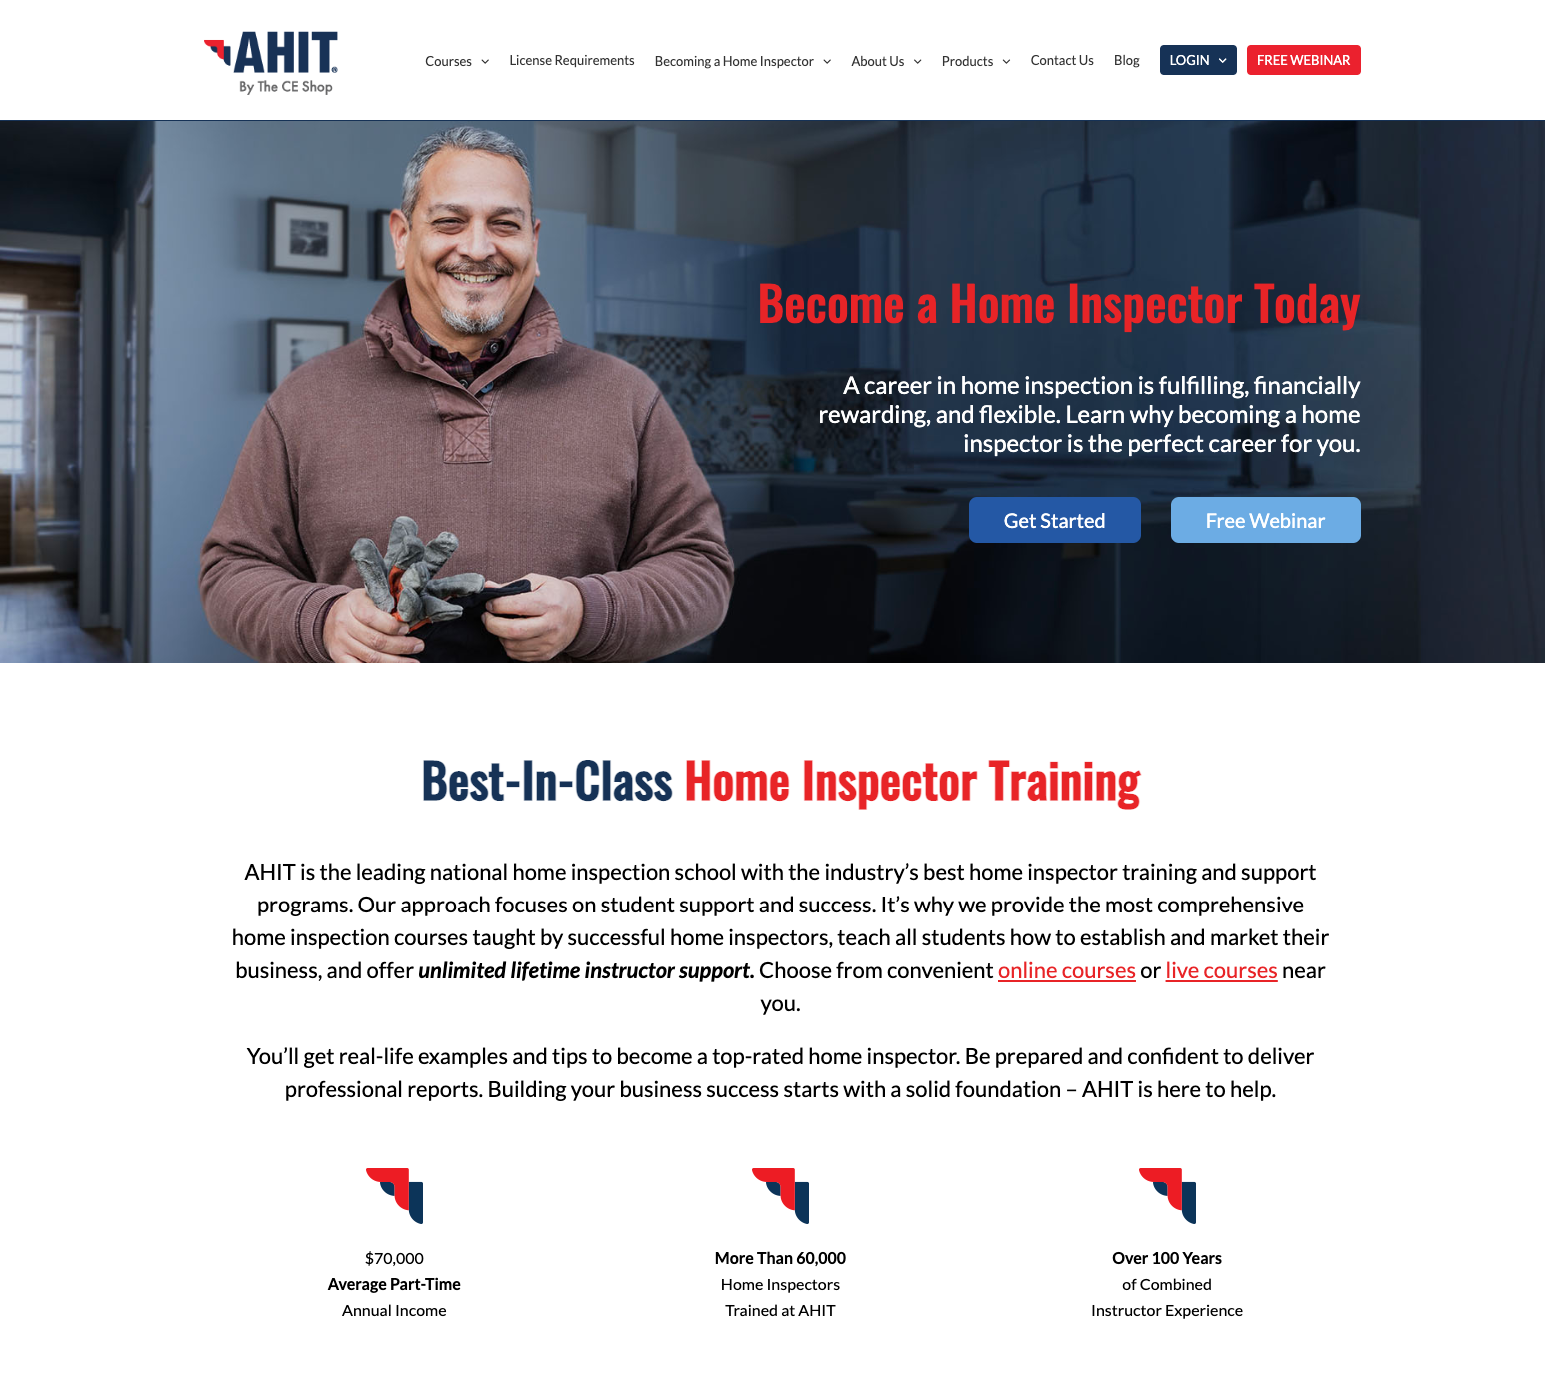 AHIT®
By The CE Shop
Courses
License Requirements
Becoming a Home Inspector
About Us
Products
Contact Us
Blog
LOGIN
FREE WEBINAR
Become a Home Inspector Today
A career in home inspection is fulfilling, financially
rewarding, and flexible. Learn why becoming a home
inspector is the perfect career for you.
Get Started
Free Webinar
Best-In-Class Home Inspector Training
AHIT is the leading national home inspection school with the industry’s best home inspector training and support
programs. Our approach focuses on student support and success. It’s why we provide the most comprehensive
home inspection courses taught by successful home inspectors, teach all students how to establish and market their
business, and offer unlimited lifetime instructor support. Choose from convenient online courses or live courses near
you.
You’ll get real-life examples and tips to become a top-rated home inspector. Be prepared and confident to deliver
professional reports. Building your business success starts with a solid foundation – AHIT is here to help.
$70,000
Average Part-Time
Annual Income
More Than 60,000
Home Inspectors
Trained at AHIT
Over 100 Years
of Combined
Instructor Experience